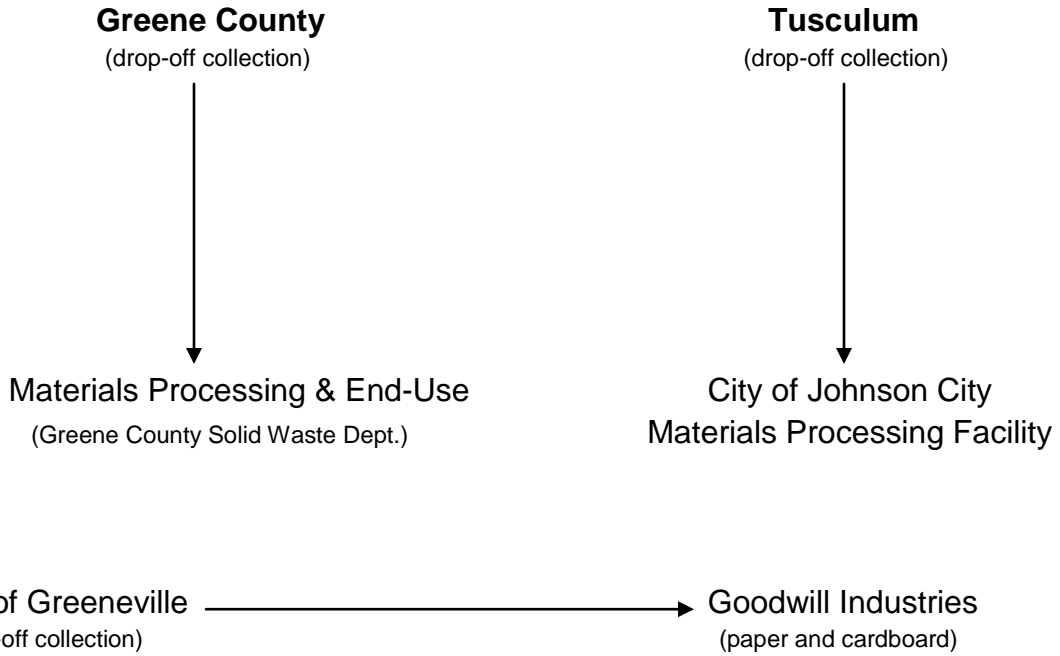 Greene County
(drop-off collection)
Tusculum
(drop-off collection)
Materials Processing & End-Use
(Greene County Solid Waste Dept.)
City of Johnson City
Materials Processing Facility
of Greeneville
-off collection)
Goodwill Industries
(paper and cardboard)